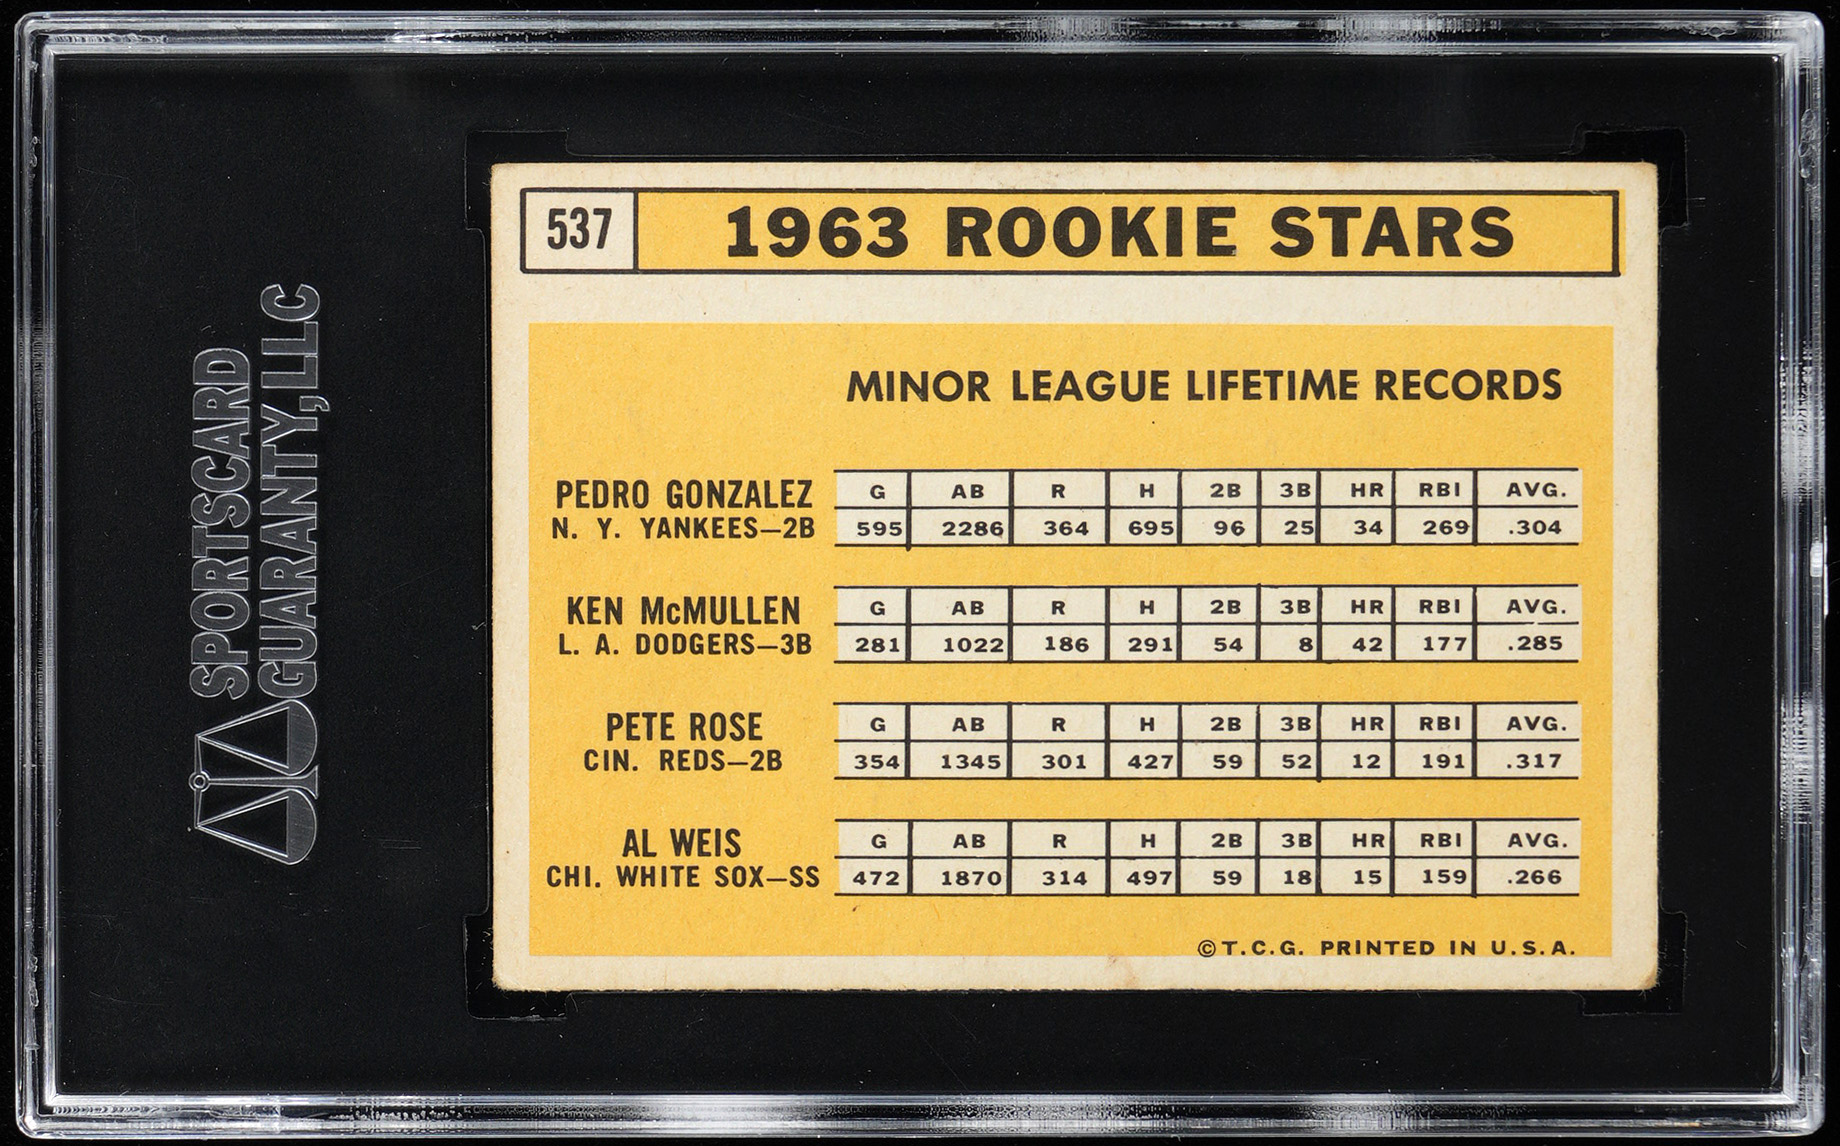 SPORTSCARD
GUARANTY, LLC
537 1963 ROOKIE STARS
MINOR LEAGUE LIFETIME RECORDS
PEDRO GONZALEZ G AB R H 2B 3B HR RBI AVG.
N. Y. YANKEES—2B 595 2286 364 695 96 25 34 269 .304
KEN McMULLEN G AB R H 2B 3B HR RBI AVG.
L. A. DODGERS—3B 281 1022 186 291 54 8 42 177 .285
PETE ROSE G AB R H 2B 3B HR RBI AVG.
CIN. REDS—2B 354 1345 301 427 59 52 12 191 .317
AL WEIS G AB R H 2B 3B HR RBI AVG.
CHI. WHITE SOX—SS 472 1870 314 497 59 18 15 159 .266
©T.C.G. PRINTED IN U.S.A.